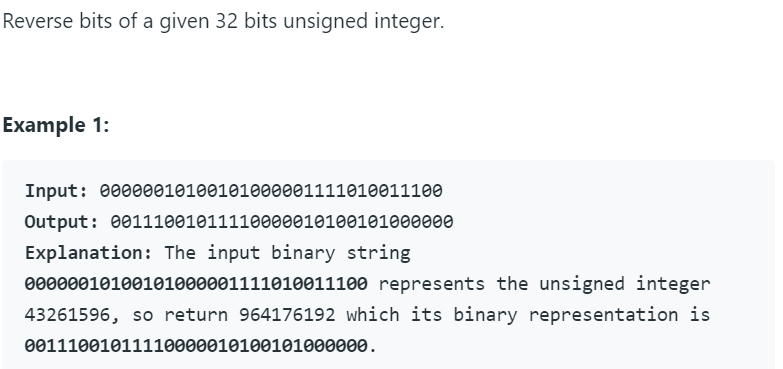 Reverse bits of a given 32 bits unsigned integer.
Example 1:
Input: 00000010100101000001111010011100
Output: 00111001011110000010100101000000
Explanation: The input binary string
00000010100101000001111010011100 represents the unsigned integer
43261596, so return 964176192 which its binary representation is
00111001011110000010100101000000.